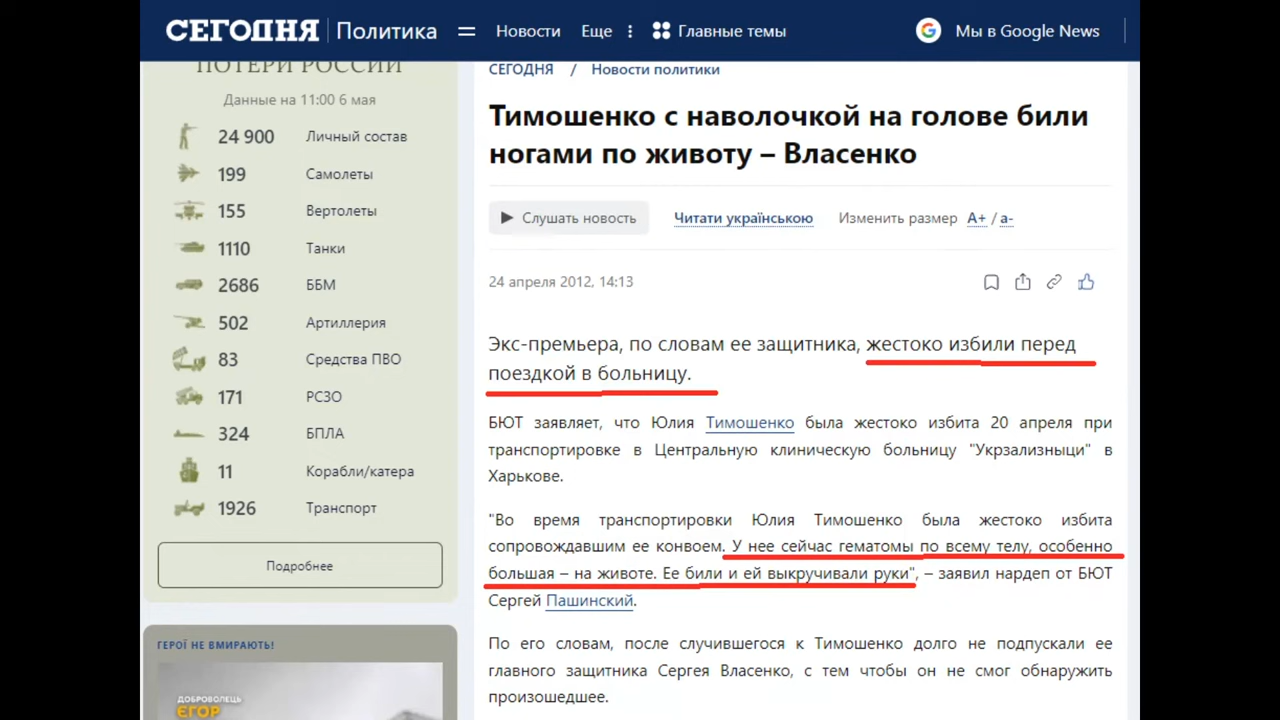 СЕГОДНЯ Политика Новости Еще Главные темы Мы в Google News
ПОТЕРИ РОССИИ
Данные на 11:00 6 мая
24 900 Личный состав
199 Самолеты
155 Вертолеты
1110 Танки
2686 ББМ
502 Артиллерия
83 Средства ПВО
171 РСЗО
324 БПЛА
11 Корабли/катера
1926 Транспорт
Подробнее
ГЕРОЇ НЕ ВМИРАЮТЬ!
ДОБРОВОЛЕЦЬ
ЄГОР
СЕГОДНЯ / Новости политики
Тимошенко с наволочкой на голове били
ногами по животу – Власенко
Слушать новость Читати українською Изменить размер А+ / а-
24 апреля 2012, 14:13
Экс-премьера, по словам ее защитника, жестоко избили перед
поездкой в больницу.
БЮТ заявляет, что Юлия Тимошенко была жестоко избита 20 апреля при
транспортировке в Центральную клиническую больницу "Укрзализныци" в
Харькове.
"Во время транспортировки Юлия Тимошенко была жестоко избита
сопровождавшим ее конвоем. У нее сейчас гематомы по всему телу, особенно
большая – на животе. Ее били и ей выкручивали руки", – заявил нардеп от БЮТ
Сергей Пашинский.
По его словам, после случившегося к Тимошенко долго не подпускали ее
главного защитника Сергея Власенко, с тем чтобы он не смог обнаружить
произошедшее.